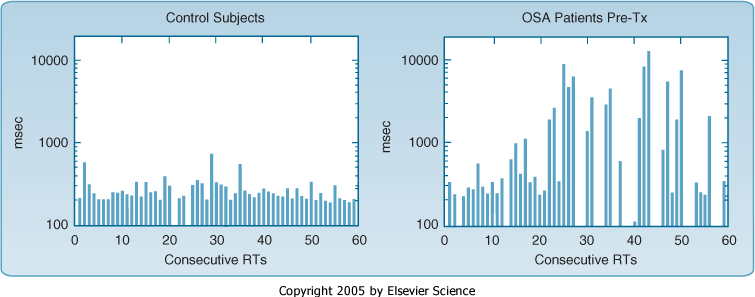 Control Subjects
OSA Patients Pre-Tx
10000
1000
100
msec
0 10 20 30 40 50 60
Consecutive RTs
10000
1000
100
msec
0 10 20 30 40 50 60
Consecutive RTs
Copyright 2005 by Elsevier Science